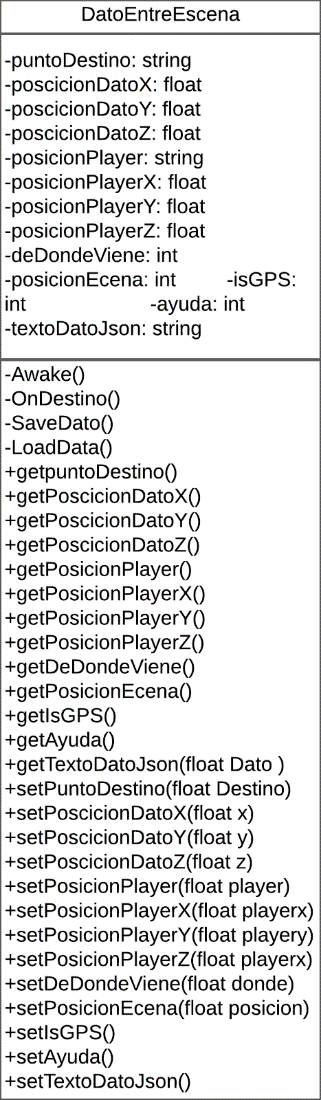 DatoEntreEscena
-puntoDestino: string
-poscicionDatoX: float
-poscicionDatoY: float
-poscicionDatoZ: float
-posicionPlayer: string
-posicionPlayerX: float
-posicionPlayerY: float
-posicionPlayerZ: float
-deDondeViene: int
-posicionEcena: int -isGPS:
int -ayuda: int
-textoDatoJson: string
-Awake()
-OnDestino()
-SaveDato()
-LoadData()
+getpuntoDestino()
+getPoscicionDatoX()
+getPoscicionDatoY()
+getPoscicionDatoZ()
+getPosicionPlayer()
+getPosicionPlayerX()
+getPosicionPlayerY()
+getPosicionPlayerZ()
+getDeDondeViene()
+getPosicionEcena()
+getIsGPS()
+getAyuda()
+getTextoDatoJson(float Dato )
+setPuntoDestino(float Destino)
+setPoscicionDatoX(float x)
+setPoscicionDatoY(float y)
+setPoscicionDatoZ(float z)
+setPosicionPlayer(float player)
+setPosicionPlayerX(float playerx)
+setPosicionPlayerY(float playery)
+setPosicionPlayerZ(float playerx)
+setDeDondeViene(float donde)
+setPosicionEcena(float posicion)
+setIsGPS()
+setAyuda()
+setTextoDatoJson()